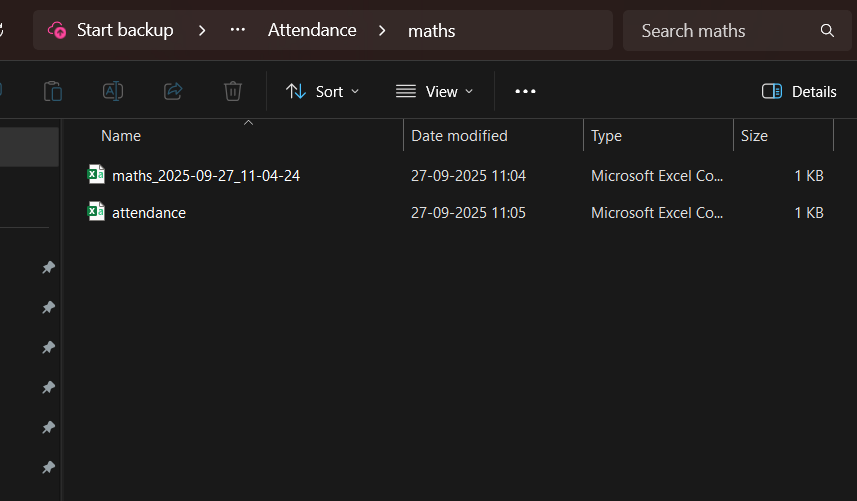 Start backup > ... Attendance > maths Search maths
Sort View ... Details
Name Date modified Type Size
maths_2025-09-27_11-04-24 27-09-2025 11:04 Microsoft Excel Co... 1 KB
attendance 27-09-2025 11:05 Microsoft Excel Co... 1 KB